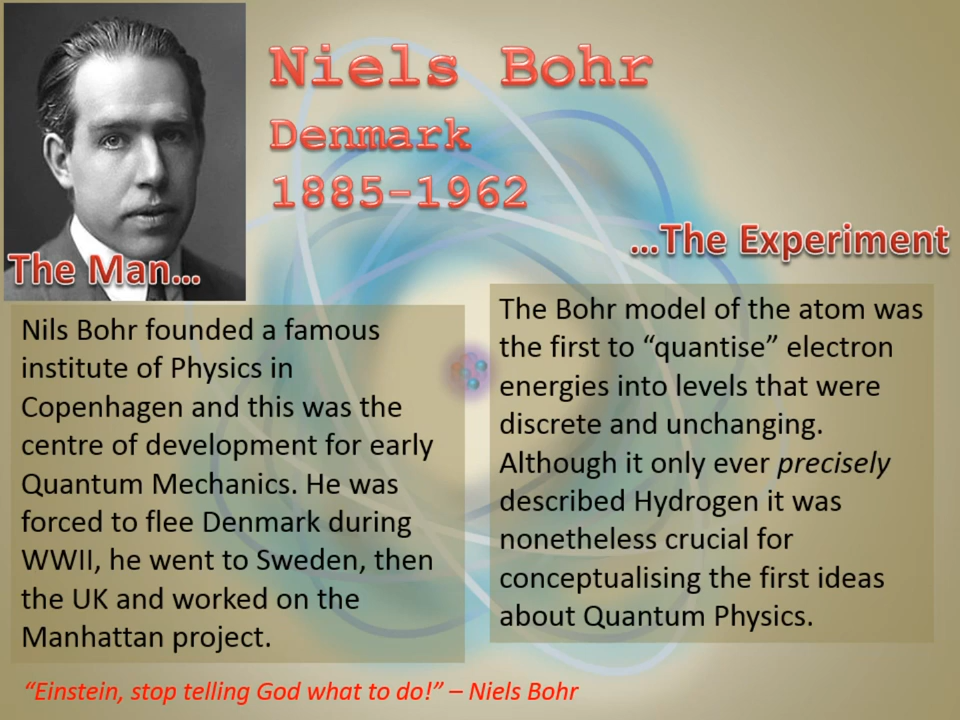 Niels Bohr
Denmark
1885-1962
The Man…
…The Experiment
Nils Bohr founded a famous
institute of Physics in
Copenhagen and this was the
centre of development for early
Quantum Mechanics. He was
forced to flee Denmark during
WWII, he went to Sweden, then
the UK and worked on the
Manhattan project.
The Bohr model of the atom was
the first to “quantise” electron
energies into levels that were
discrete and unchanging.
Although it only ever precisely
described Hydrogen it was
nonetheless crucial for
conceptualising the first ideas
about Quantum Physics.
“Einstein, stop telling God what to do!” – Niels Bohr